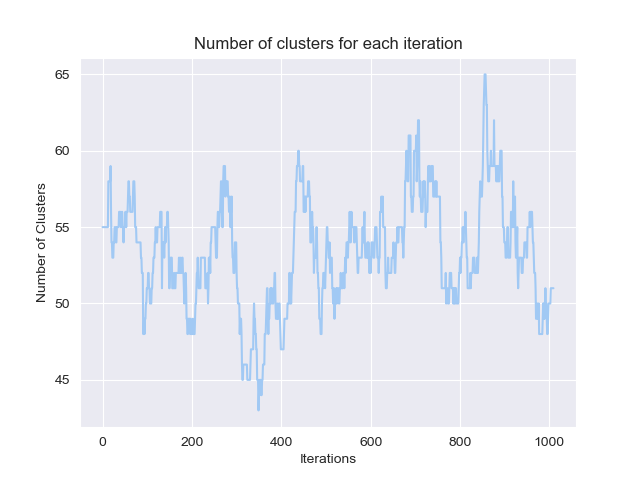 Number of clusters for each iteration
65
60
55
50
45
Number of Clusters
0 200 400 600 800 1000
Iterations